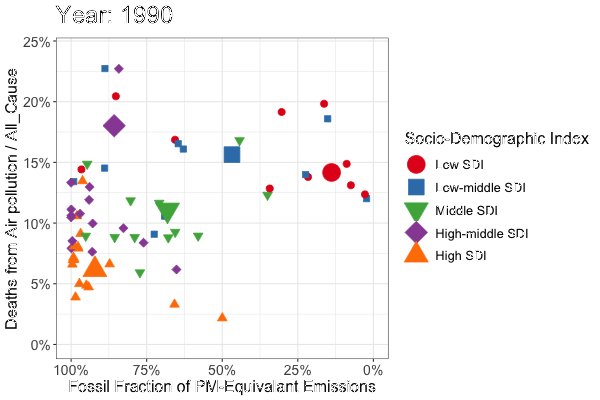 Year: 1990
25%
20%
15%
10%
5%
0%
Deaths from Air pollution / All_Cause
100%
75%
50%
25%
0%
Fossil Fraction of PM-Equivalant Emissions
Socio-Demographic Index
Low SDI
Low-middle SDI
Middle SDI
High-middle SDI
High SDI